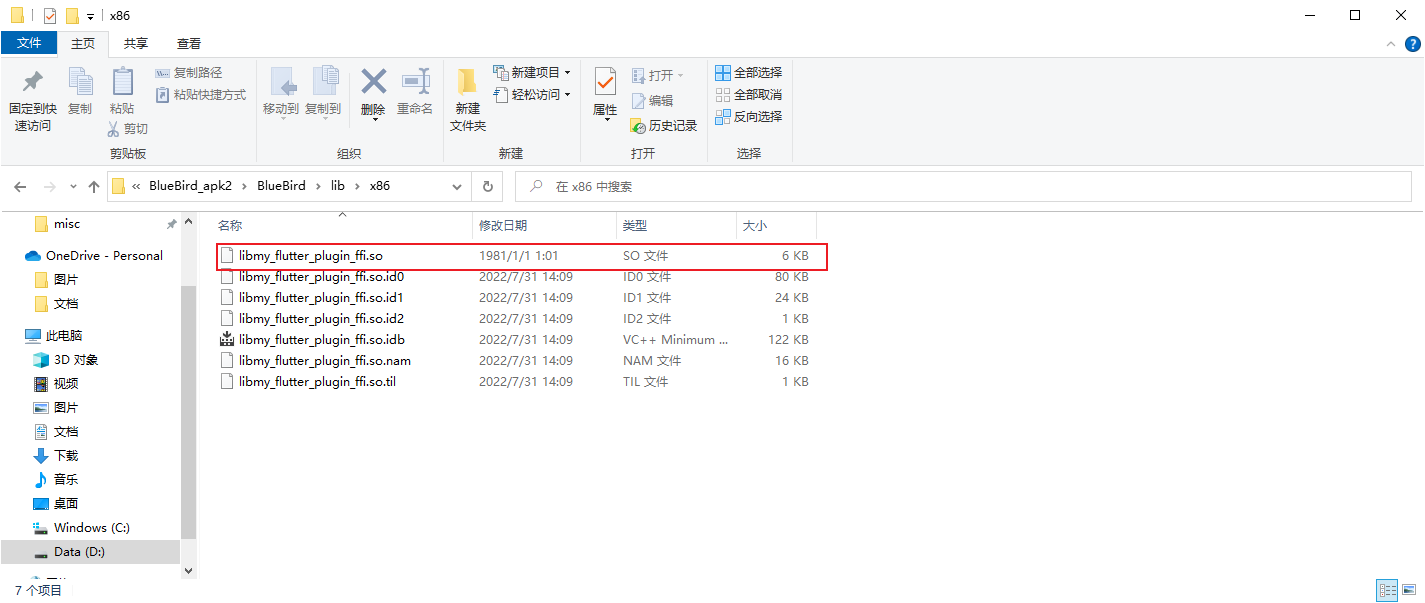 x86
文件 主页 共享 查看
固定到快速访问
复制
粘贴
复制路径
粘贴快捷方式
剪切
剪贴板
移动到
复制到
删除
重命名
组织
新建文件夹
新建项目
轻松访问
新建
属性
打开
编辑
历史记录
打开
全部选择
全部取消
反向选择
选择
« BlueBird_apk2 › BlueBird › lib › x86
在 x86 中搜索
misc
OneDrive - Personal
图片
文档
此电脑
3D 对象
视频
图片
文档
下载
音乐
桌面
Windows (C:)
Data (D:)
名称 修改日期 类型 大小
libmy_flutter_plugin_ffi.so 1981/1/1 1:01 SO 文件 6 KB
libmy_flutter_plugin_ffi.so.id0 2022/7/31 14:09 ID0 文件 80 KB
libmy_flutter_plugin_ffi.so.id1 2022/7/31 14:09 ID1 文件 24 KB
libmy_flutter_plugin_ffi.so.id2 2022/7/31 14:09 ID2 文件 1 KB
libmy_flutter_plugin_ffi.so.idb 2022/7/31 14:09 VC++ Minimum ... 122 KB
libmy_flutter_plugin_ffi.so.nam 2022/7/31 14:09 NAM 文件 16 KB
libmy_flutter_plugin_ffi.so.til 2022/7/31 14:09 TIL 文件 1 KB
7 个项目